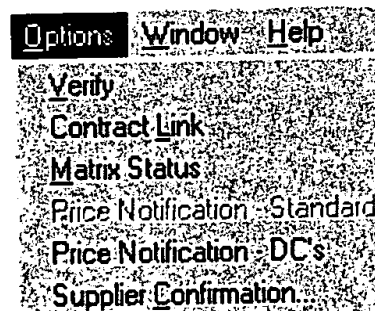 Options Window Help
Verify
Contract Link
Matrix Status
Price Notification - Standard
Price Notification - DC's
Supplier Confirmation...